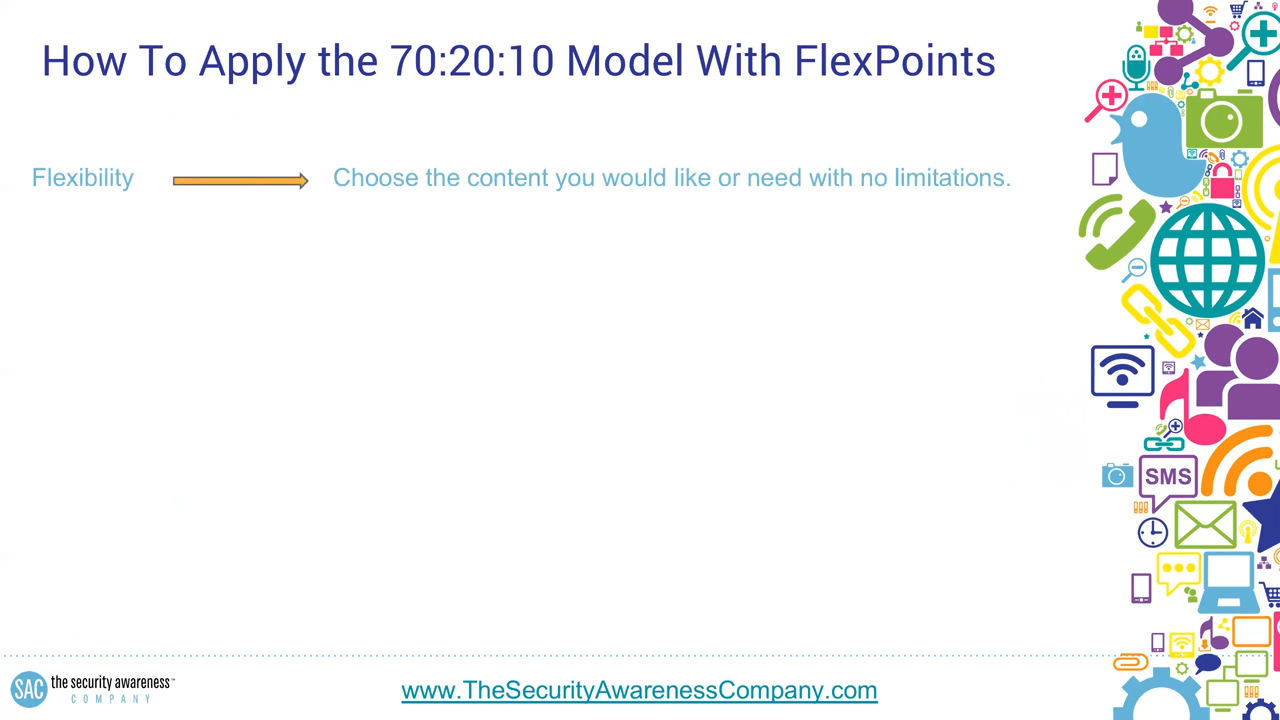 How To Apply the 70:20:10 Model With FlexPoints
Flexibility
Choose the content you would like or need with no limitations.
SMS
SAC the security awareness™
COMPANY
www.TheSecurityAwarenessCompany.com